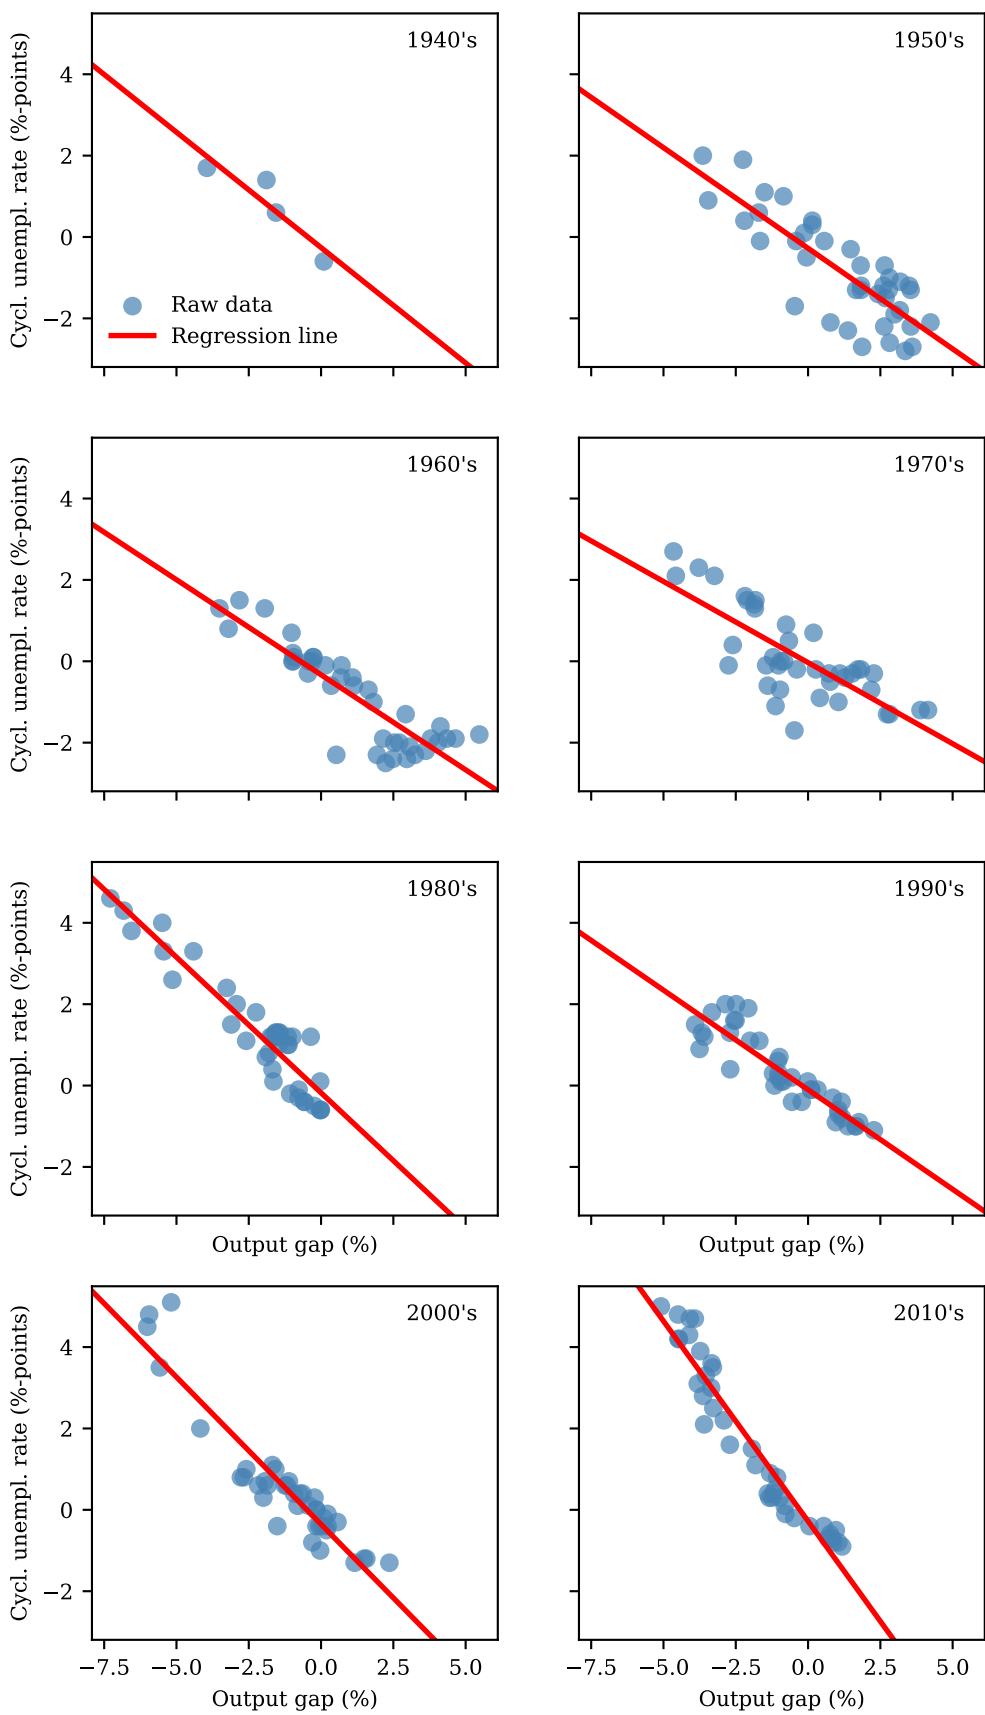 1940's
1950's
Cycl. unempl. rate (%-points)
4
2
0
−2
Raw data
Regression line
1960's
1970's
Cycl. unempl. rate (%-points)
4
2
0
−2
1980's
1990's
Cycl. unempl. rate (%-points)
4
2
0
−2
Output gap (%)
Output gap (%)
2000's
2010's
Cycl. unempl. rate (%-points)
4
2
0
−2
−7.5 −5.0 −2.5 0.0 2.5 5.0
−7.5 −5.0 −2.5 0.0 2.5 5.0
Output gap (%)
Output gap (%)